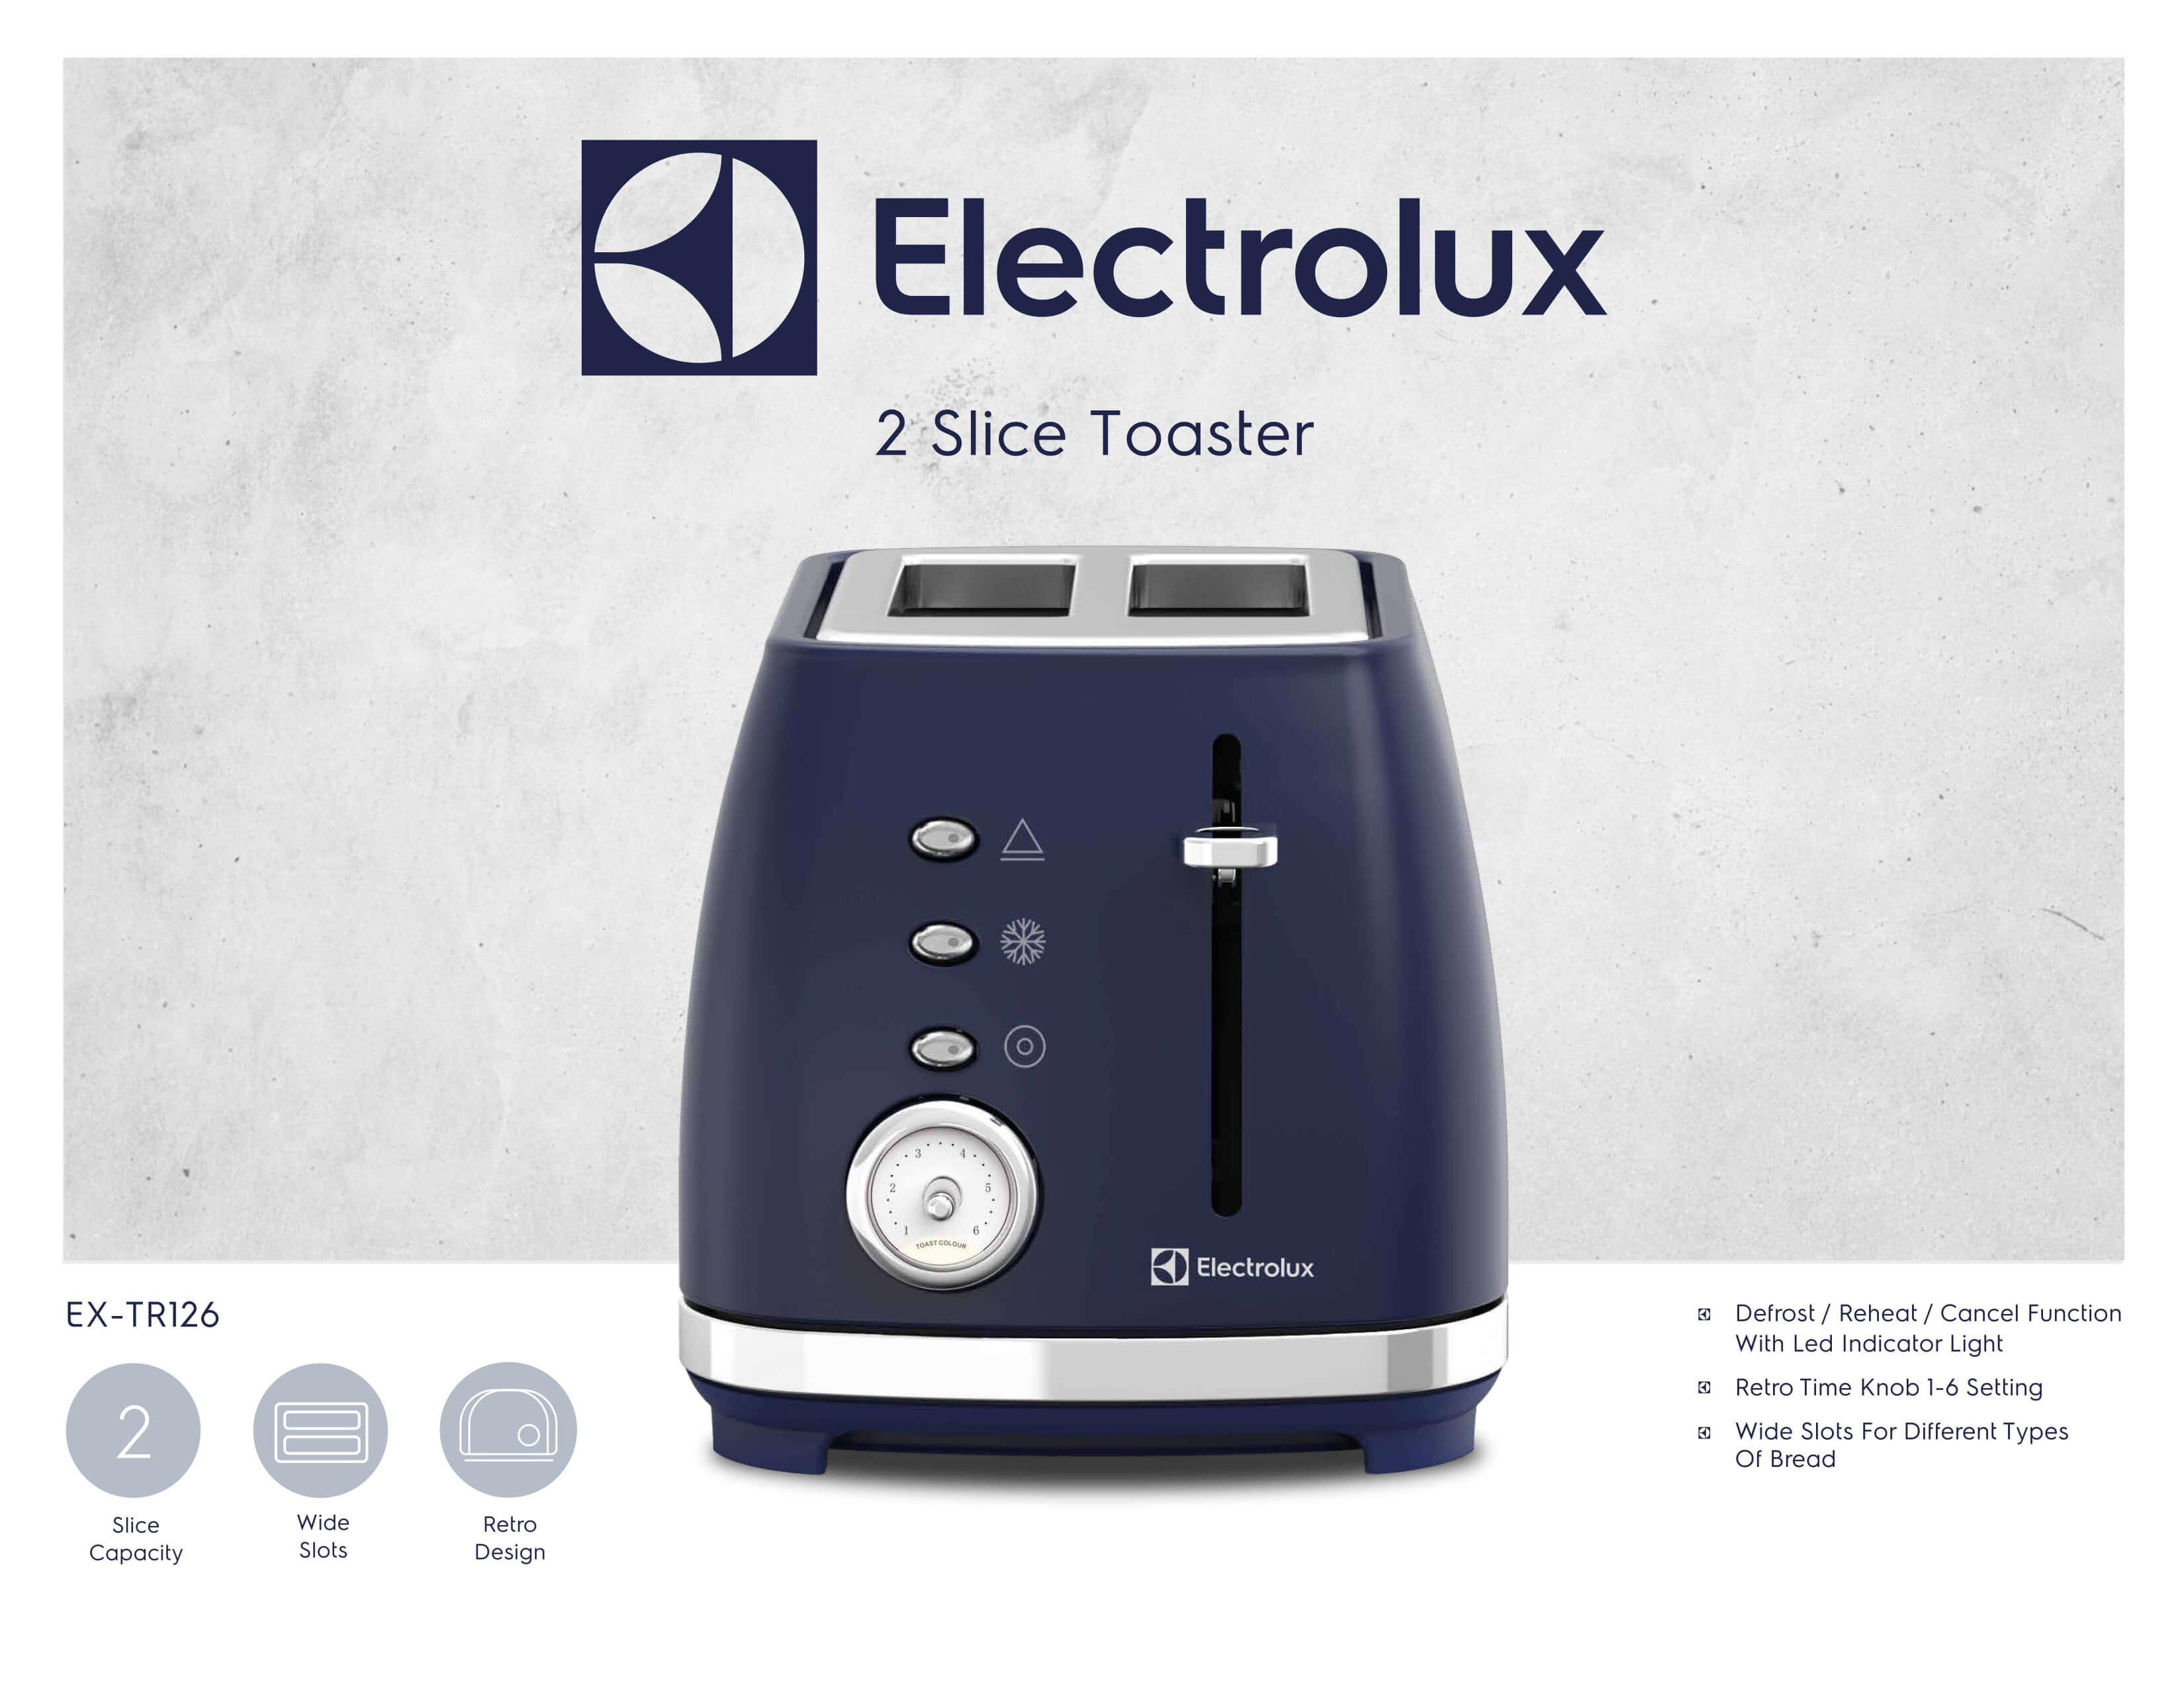 Electrolux
2 Slice Toaster
3 4
2 5
1 6
TOAST COLOUR
Electrolux
EX-TR126
2
Slice
Capacity
Wide
Slots
Retro
Design
Defrost / Reheat / Cancel Function
With Led Indicator Light
Retro Time Knob 1-6 Setting
Wide Slots For Different Types
Of Bread